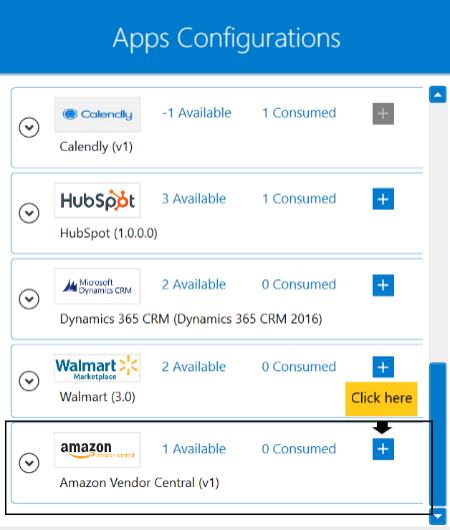 Apps Configurations
Calendly -1 Available 1 Consumed +
Calendly (v1)
HubSpot 3 Available 1 Consumed +
HubSpot (1.0.0.0)
Microsoft Dynamics CRM 2 Available 0 Consumed +
Dynamics 365 CRM (Dynamics 365 CRM 2016)
Walmart Marketplace 2 Available 0 Consumed +
Walmart (3.0)
Click here
amazon vendor central 1 Available 0 Consumed +
Amazon Vendor Central (v1)